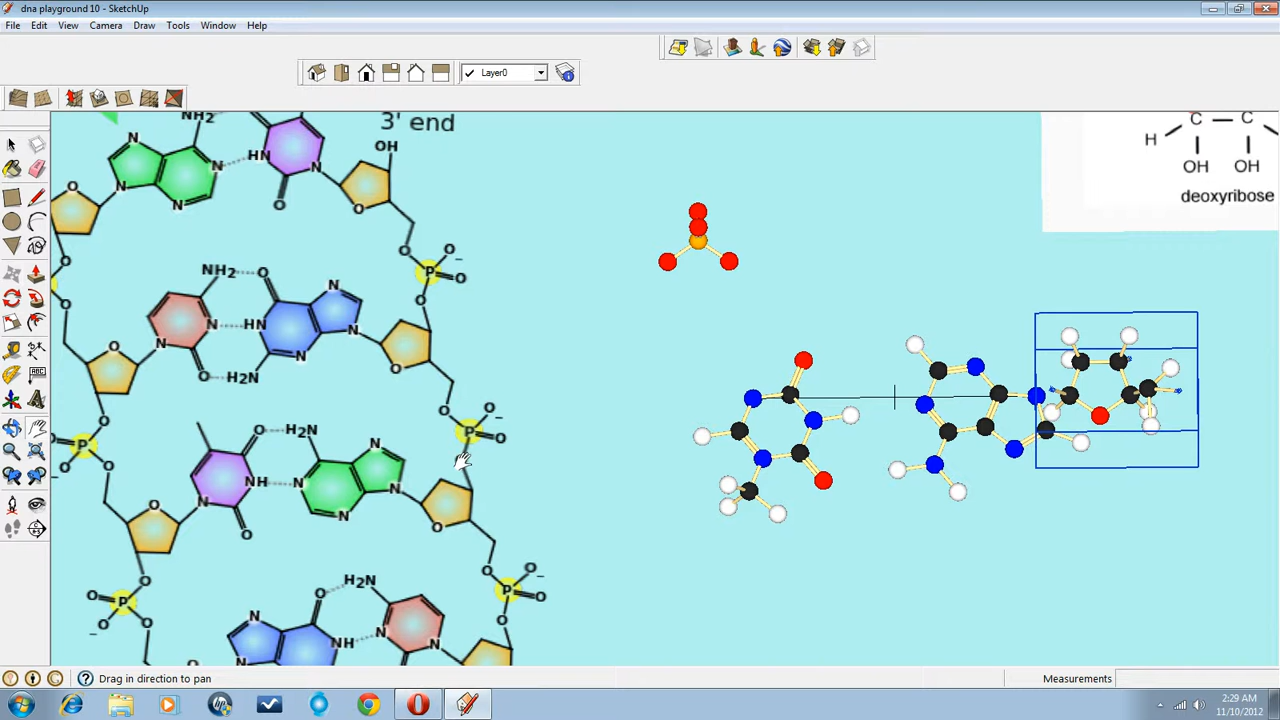 dna playground 10 - SketchUp
File Edit View Camera Draw Tools Window Help
Layer0
3' end
NH2
OH
N
N
HN
N
N
N
O
O
O
P
O
−
O
O
C — C
H
OH OH
deoxyribose
NH2
O
N
N
HN
N
N
O
H2N
N
O
O
O
P
O
−
O
O
P
O
O
O
H2N
N
NH
N
N
N
N
O
O
O
O
P
O
−
O
O
O
P
O
−
O
O
H2N
O
N
NH
N
N
Drag in direction to pan
Measurements
2:29 AM
11/10/2012